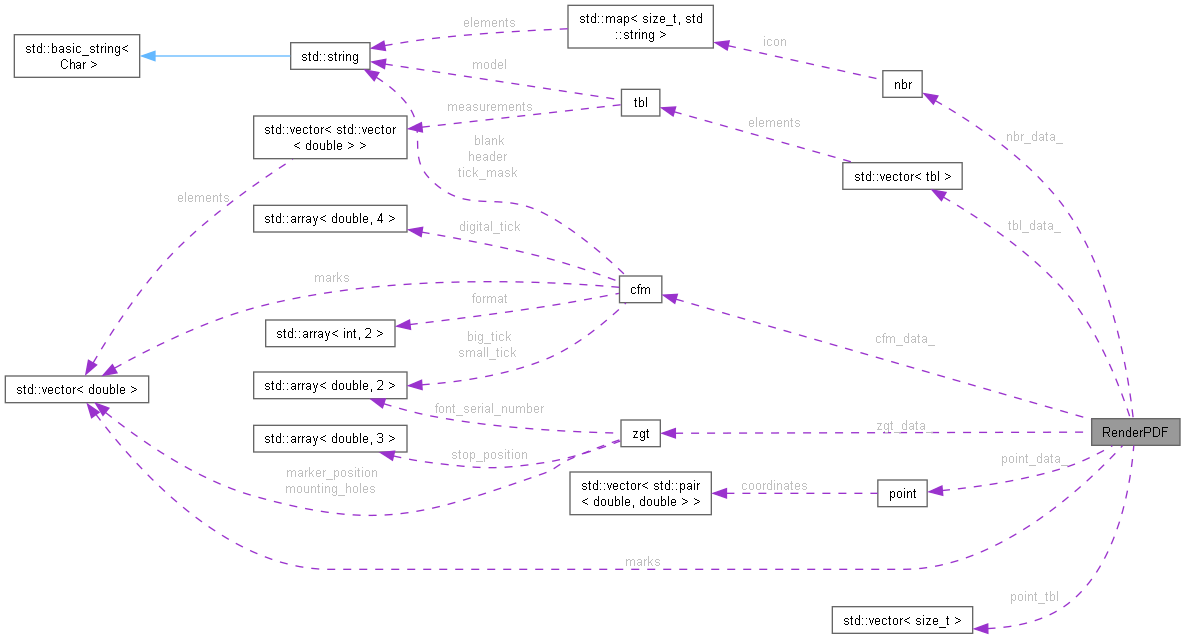 std::map< size_t, std
::string >
elements
std::basic_string<
Char >
icon
std::string
model
nbr
tbl
measurements
std::vector< std::vector
< double > >
elements
nbr_data_
blank
header
tick_mask
std::vector< tbl >
elements
std::array< double, 4 >
digital_tick
tbl_data_
marks
cfm
format
std::array< int, 2 >
big_tick
small_tick
cfm_data_
std::vector< double >
std::array< double, 2 >
font_serial_number
zgt
zgt_data_
RenderPDF
std::array< double, 3 >
stop_position
point_data_
marker_position
mounting_holes
std::vector< std::pair
< double, double > >
coordinates
point
marks
point_tbl
std::vector< size_t >